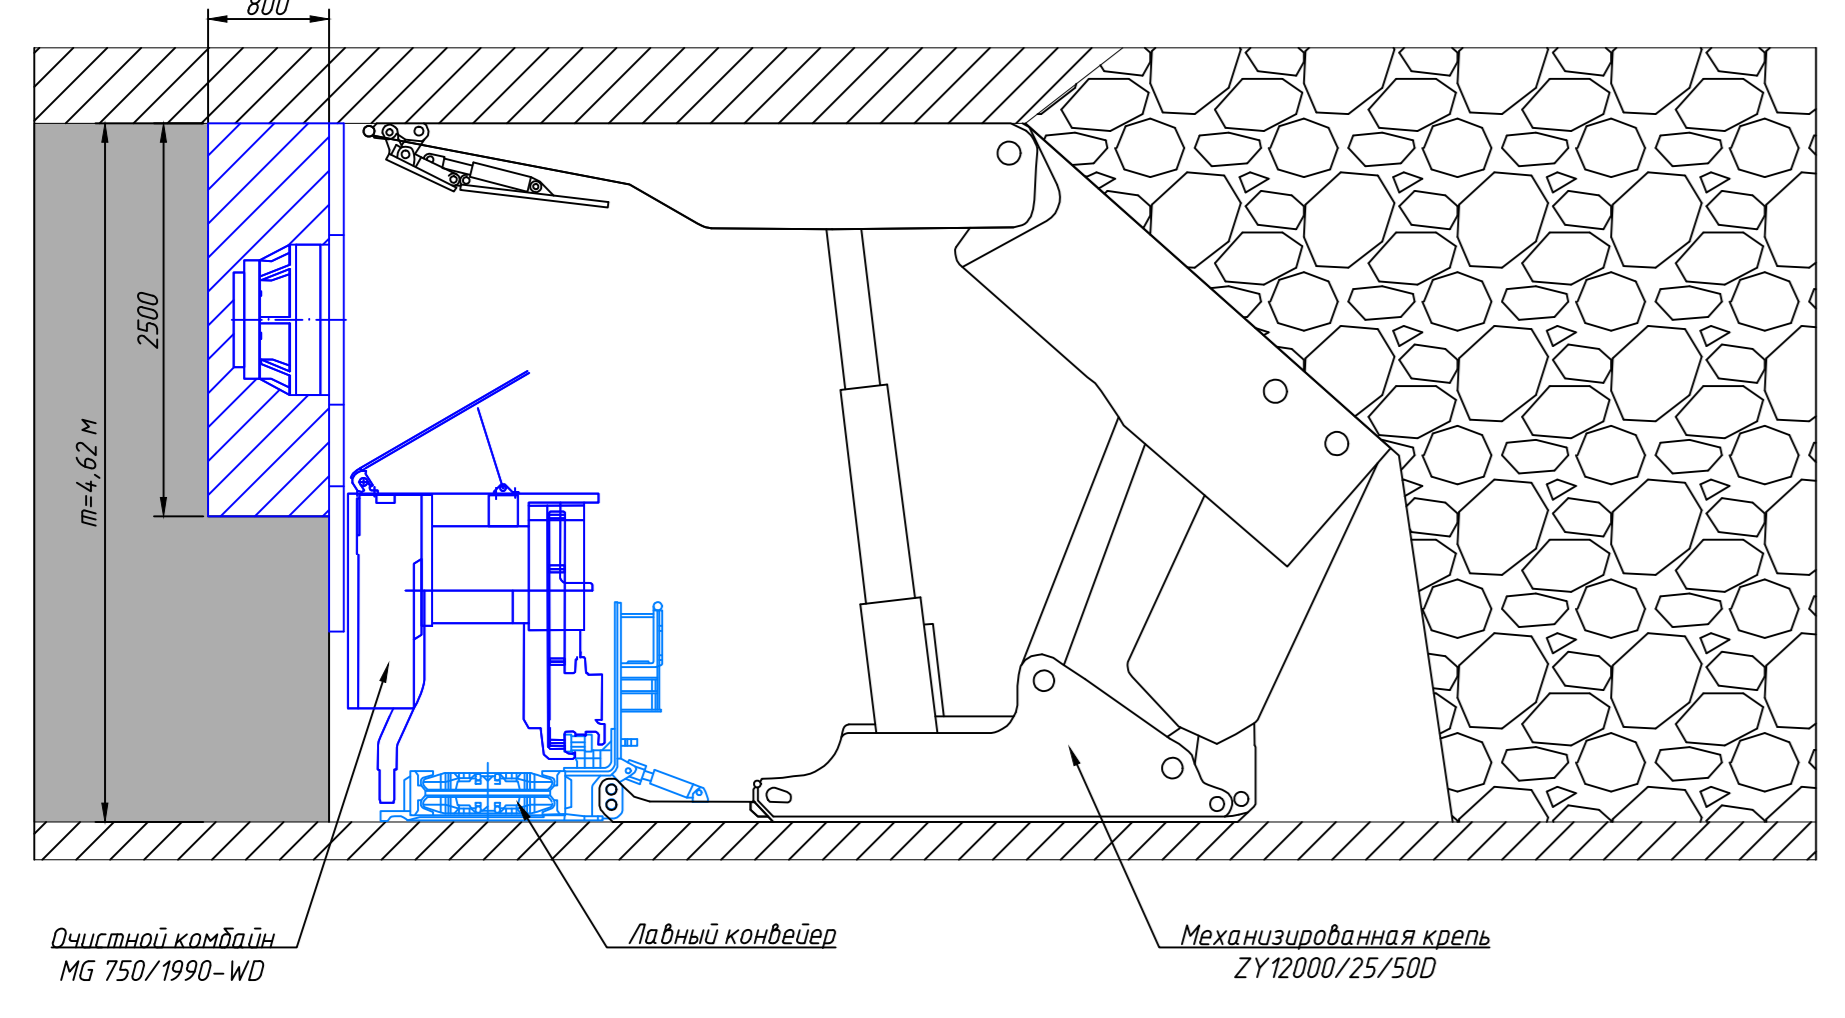 800
2500
m=4,62 м
Очистной комбайн
MG 750/1990-WD
Лавный конвейер
Механизированная крепь
ZY12000/25/50D